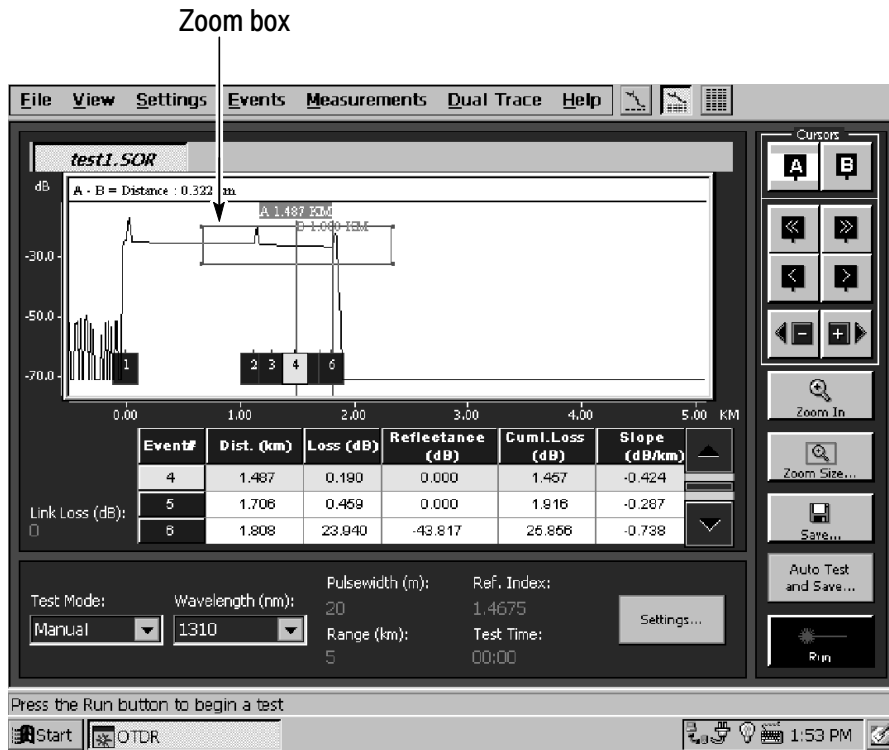 Zoom box
File View Settings Events Measurements Dual Trace Help
Cursors
A B
test1.SOR
dB
A - B = Distance : 0.322 km
A 1.487 KM
-30.0
-50.0
-70.0
1 2 3 4 6
0.00 1.00 2.00 3.00 4.00 5.00 KM
Zoom In
Event# Dist. (km) Loss (dB) Reflectance (dB) Cuml.Loss (dB) Slope (dB/km)
4 1.487 0.190 0.000 1.457 -0.424
5 1.706 0.459 0.000 1.916 -0.287
6 1.808 23.940 -43.817 25.856 -0.738
Link Loss (dB):
0
Zoom Size...
Save...
Auto Test
and Save...
Test Mode: Wavelength (nm): Pulsewidth (m): Ref. Index:
Manual 1310 20 1.4675
Range (km): Test Time:
5 00:00
Settings...
Run
Press the Run button to begin a test
Start OTDR 1:53 PM